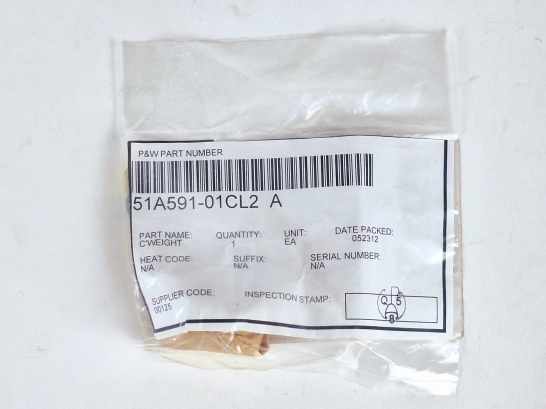 P&W PART NUMBER
51A591-01CL2 A
PART NAME: QUANTITY: UNIT: DATE PACKED:
C'WEIGHT 1 EA 052312
HEAT CODE: SUFFIX: SERIAL NUMBER:
N/A N/A N/A
SUPPLIER CODE: INSPECTION STAMP:
00125
Q 5
8